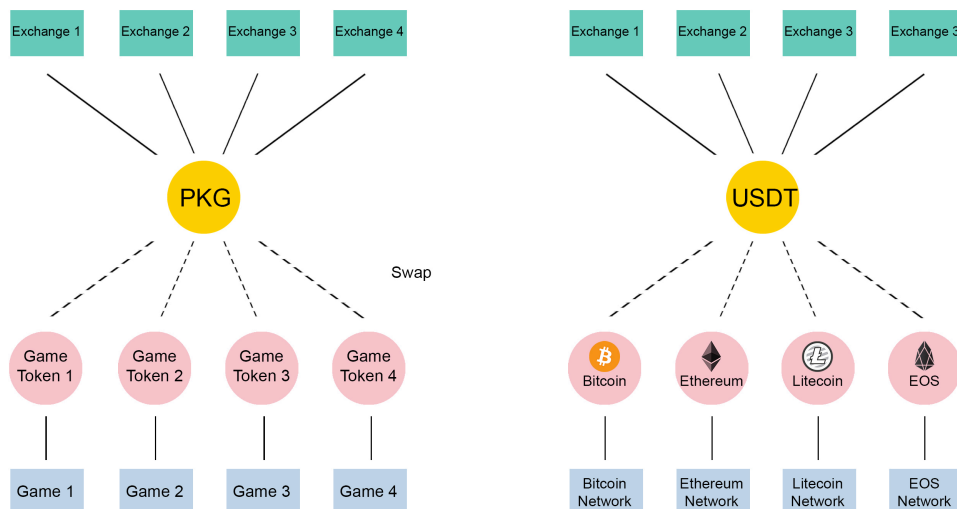 Exchange 1
Exchange 2
Exchange 3
Exchange 4
PKG
Swap
Game
Token 1
Game
Token 2
Game
Token 3
Game
Token 4
Game 1
Game 2
Game 3
Game 4
Exchange 1
Exchange 2
Exchange 3
Exchange 3
USDT
Bitcoin
Ethereum
Litecoin
EOS
Bitcoin
Network
Ethereum
Network
Litecoin
Network
EOS
Network